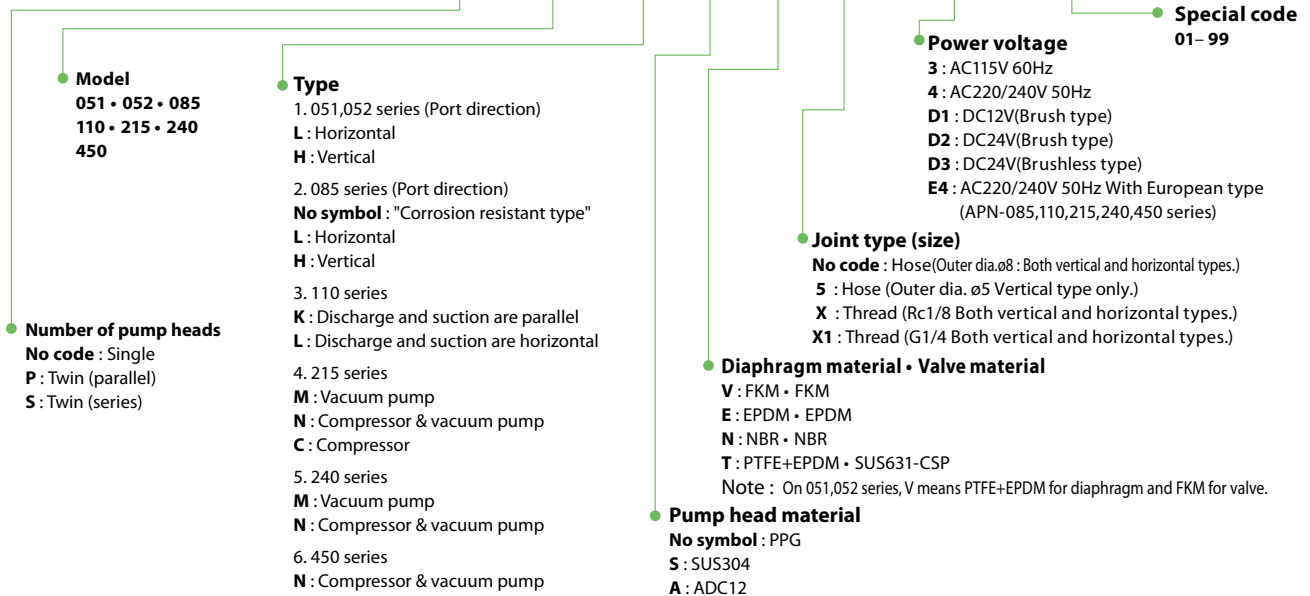 Special code
01– 99
Power voltage
3 : AC115V 60Hz
4 : AC220/240V 50Hz
D1 : DC12V(Brush type)
D2 : DC24V(Brush type)
D3 : DC24V(Brushless type)
E4 : AC220/240V 50Hz With European type
(APN-085,110,215,240,450 series)
Model
051 • 052 • 085
110 • 215 • 240
450
Type
1. 051,052 series (Port direction)
L : Horizontal
H : Vertical
2. 085 series (Port direction)
No symbol : "Corrosion resistant type"
L : Horizontal
H : Vertical
3. 110 series
K : Discharge and suction are parallel
L : Discharge and suction are horizontal
4. 215 series
M : Vacuum pump
N : Compressor & vacuum pump
C : Compressor
5. 240 series
M : Vacuum pump
N : Compressor & vacuum pump
6. 450 series
N : Compressor & vacuum pump
Joint type (size)
No code : Hose(Outer dia.ø8 : Both vertical and horizontal types.)
5 : Hose (Outer dia. ø5 Vertical type only.)
X : Thread (Rc1/8 Both vertical and horizontal types.)
X1 : Thread (G1/4 Both vertical and horizontal types.)
Number of pump heads
No code : Single
P : Twin (parallel)
S : Twin (series)
Diaphragm material • Valve material
V : FKM • FKM
E : EPDM • EPDM
N : NBR • NBR
T : PTFE+EPDM • SUS631-CSP
Note : On 051,052 series, V means PTFE+EPDM for diaphragm and FKM for valve.
Pump head material
No symbol : PPG
S : SUS304
A : ADC12